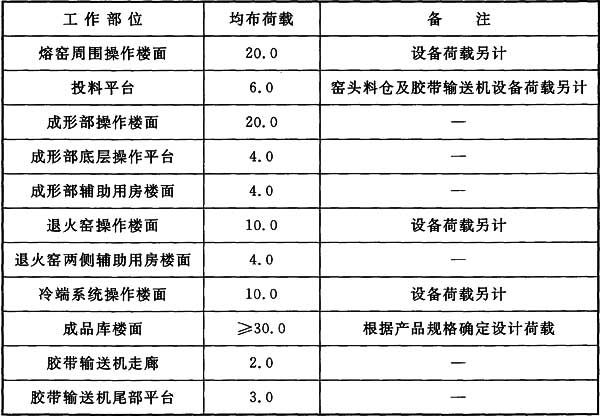 工作部位 均布荷载 备注
熔窑周围操作楼面 20.0 设备荷载另计
投料平台 6.0 窑头料仓及胶带输送机设备荷载另计
成形部操作楼面 20.0 —
成形部底层操作平台 4.0 —
成形部辅助用房楼面 4.0 —
退火窑操作楼面 10.0 设备荷载另计
退火窑两侧辅助用房楼面 4.0 —
冷端系统操作楼面 10.0 设备荷载另计
成品库楼面 ≥30.0 根据产品规格确定设计荷载
胶带输送机走廊 2.0 —
胶带输送机尾部平台 3.0 —